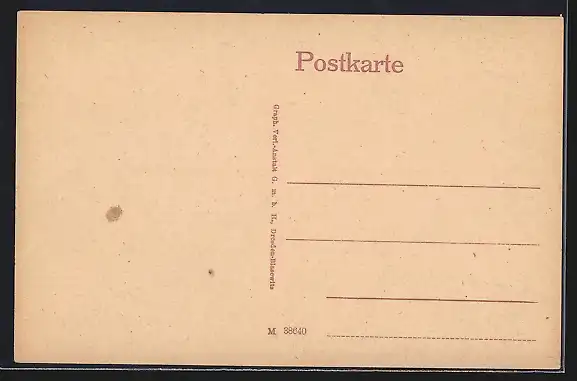 Postkarte
Graph. Verl.-Anstalt G. m. b. H., Dresden-Blasewitz
M 38640